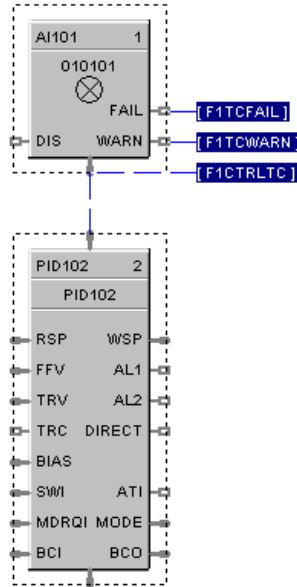 AI101 1
010101
FAIL [ F1TCFAIL ]
DIS WARN [ F1TCWARN ]
[ F1CTRLTC ]
PID102 2
PID102
RSP WSP
FFV AL1
TRV AL2
TRC DIRECT
BIAS
SWI ATI
MDRQI MODE
BCI BCO